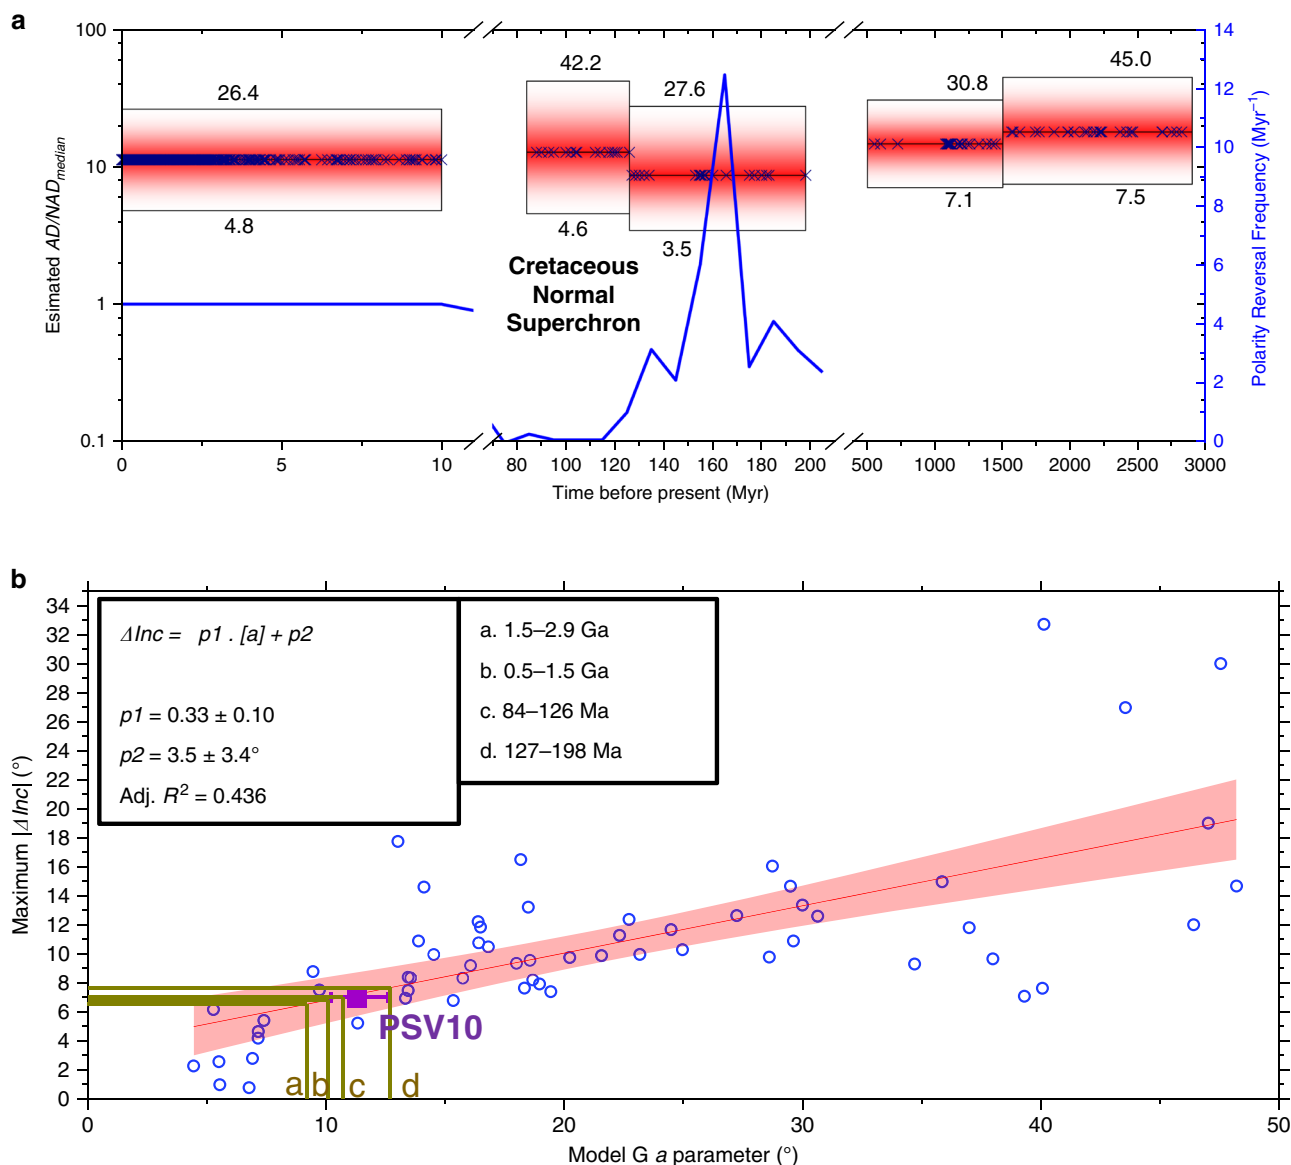 a
100
10
1
0.1
Esimated AD/NAD median
26.4
4.8
42.2
4.6
27.6
3.5
30.8
7.1
45.0
7.5
Cretaceous
Normal
Superchron
14
12
10
8
6
4
2
0
Polarity Reversal Frequency (Myr⁻¹)
0 5 10 80 100 120 140 160 180 200 500 1000 1500 2000 2500 3000
Time before present (Myr)
b
34
32
30
28
26
24
22
20
18
16
14
12
10
8
6
4
2
0
Maximum |ΔInc| (°)
ΔInc = p1 . [a] + p2
p1 = 0.33 ± 0.10
p2 = 3.5 ± 3.4°
Adj. R² = 0.436
a. 1.5–2.9 Ga
b. 0.5–1.5 Ga
c. 84–126 Ma
d. 127–198 Ma
PSV10
a b c d
0 10 20 30 40 50
Model G a parameter (°)